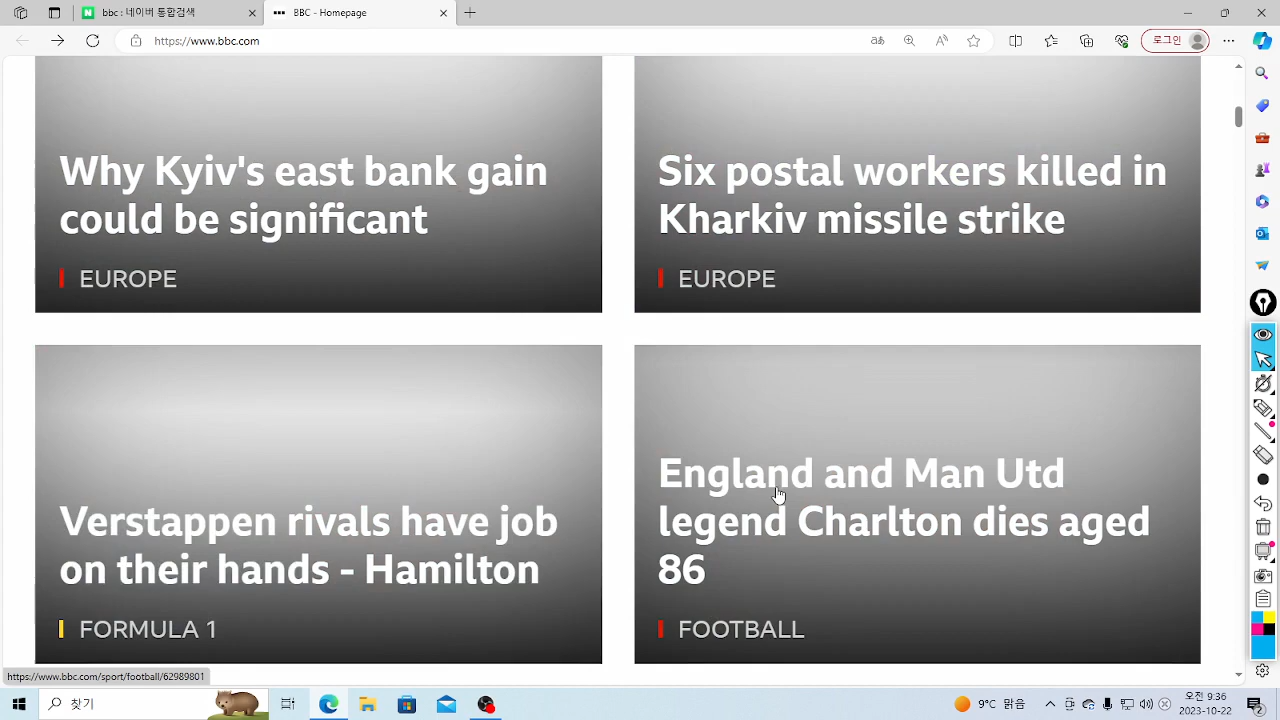 bbc : 네이버 통합검색
BBC - Homepage
https://www.bbc.com
로그인
Why Kyiv's east bank gain
could be significant
EUROPE
Six postal workers killed in
Kharkiv missile strike
EUROPE
Verstappen rivals have job
on their hands - Hamilton
FORMULA 1
England and Man Utd
legend Charlton dies aged
86
FOOTBALL
https://www.bbc.com/sport/football/62989801
찾기
9°C 맑음
오전 9:36
2023-10-22
2